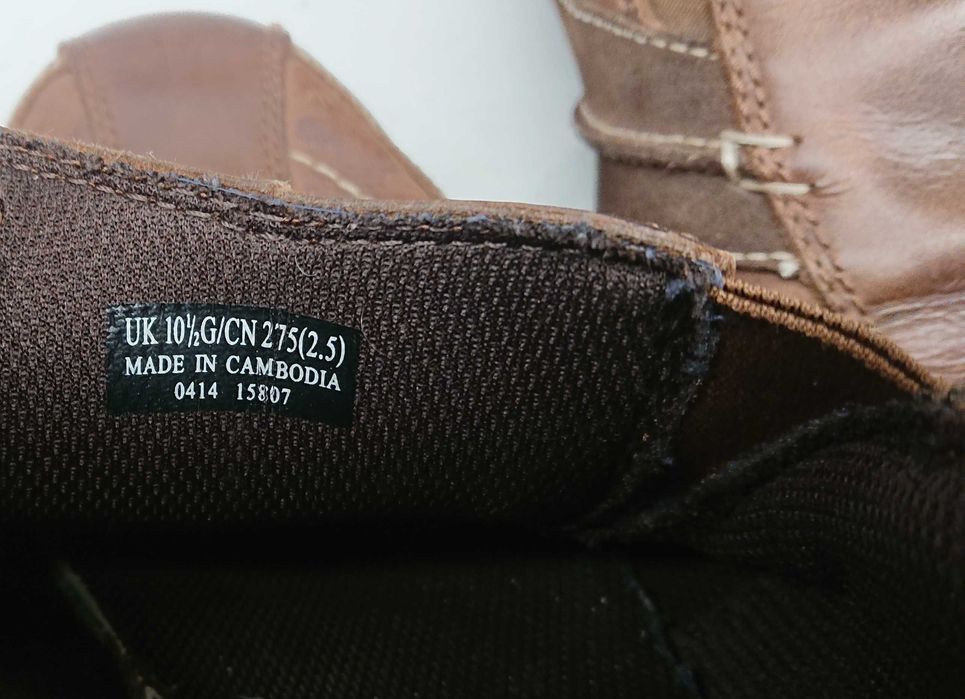 UK 10½G/CN 275(2.5)
MADE IN CAMBODIA
0414 15807